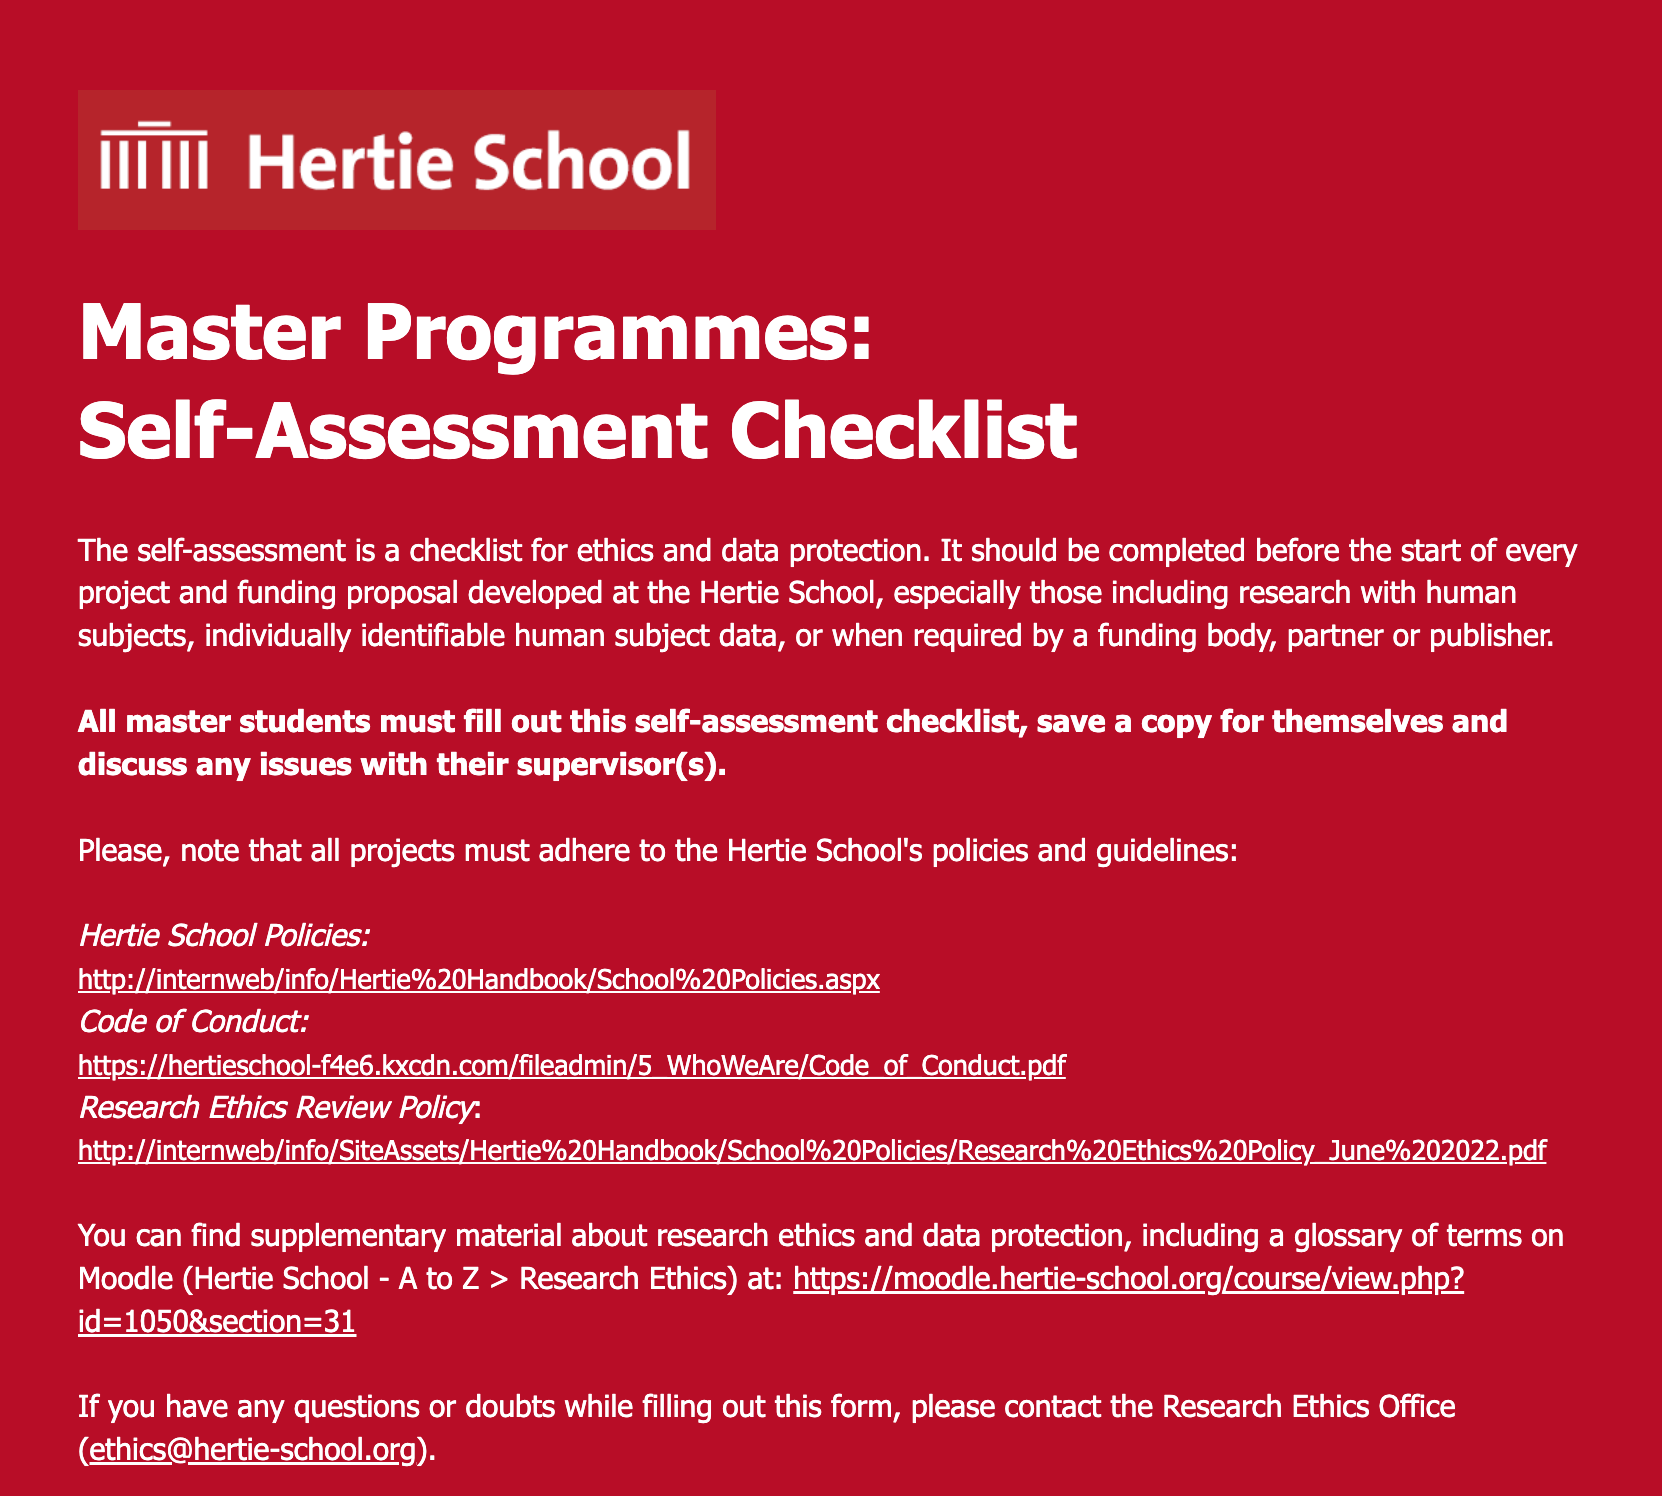 Hertie School
Master Programmes:
Self-Assessment Checklist
The self-assessment is a checklist for ethics and data protection. It should be completed before the start of every
project and funding proposal developed at the Hertie School, especially those including research with human
subjects, individually identifiable human subject data, or when required by a funding body, partner or publisher.
All master students must fill out this self-assessment checklist, save a copy for themselves and
discuss any issues with their supervisor(s).
Please, note that all projects must adhere to the Hertie School's policies and guidelines:
Hertie School Policies:
http://internweb/info/Hertie%20Handbook/School%20Policies.aspx
Code of Conduct:
https://hertieschool-f4e6.kxcdn.com/fileadmin/5_WhoWeAre/Code_of_Conduct.pdf
Research Ethics Review Policy:
http://internweb/info/SiteAssets/Hertie%20Handbook/School%20Policies/Research%20Ethics%20Policy_June%202022.pdf
You can find supplementary material about research ethics and data protection, including a glossary of terms on
Moodle (Hertie School - A to Z > Research Ethics) at: https://moodle.hertie-school.org/course/view.php?
id=1050&section=31
If you have any questions or doubts while filling out this form, please contact the Research Ethics Office
(ethics@hertie-school.org).